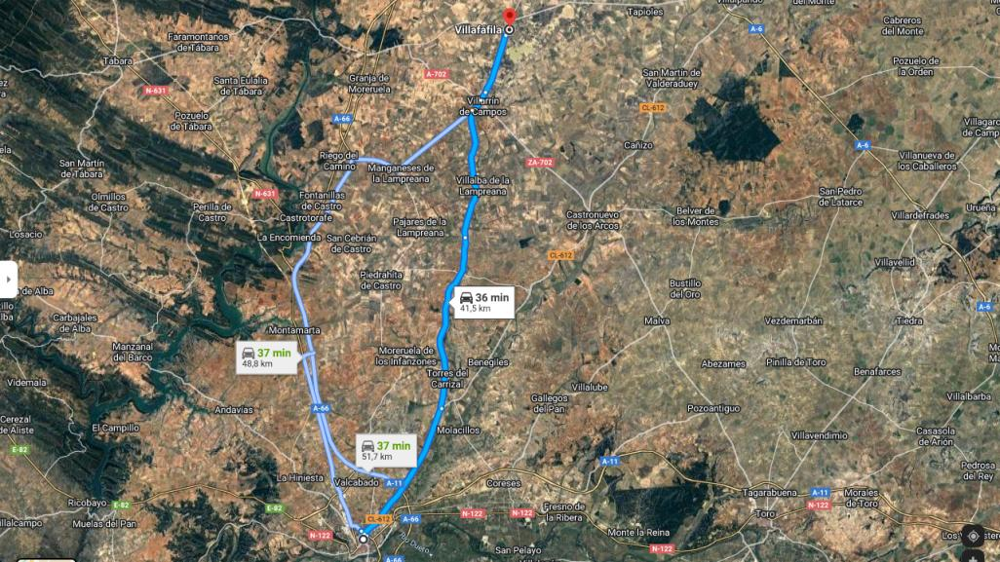 Tapioles
del Monte
Villafáfila
A-6
Cabreros
del Monte
Faramontanos
de Tábara
Tábara
Pozuelo de
la Orden
A-702
San Martín de
Valderaduey
Santa Eulalia
de Tábara
Granja de
Moreruela
N-631
Villarrín
de Campos
CL-612
A-66
Pozuelo
de Tábara
Villagarc
de Camp
A-6
Cañizo
Riego del
Camino
Villanueva de
los Caballeros
San Martín
de Tábara
Manganeses de
la Lampreana
ZA-702
Villalba de la
Lampreana
N-631
San Pedro
de Latarce
Olmillos
de Castro
Fontanillas
de Castro
Perilla de
Castro
Castrotorafe
Castronuevo
de los Arcos
Belver de
los Montes
Urueña
Villardefrades
Pajares de la
Lampreana
Losacio
La Encomienda
San Cebrián
de Castro
CL-612
Villavellid
Piedrahita
de Castro
de Alba
Bustillo
del Oro
36 min
41,5 km
A-6
Carbajales
de Alba
Malva
Vezdemarbán
Tiedra
Montamarta
Manzanal
del Barco
Moreruela de
los Infanzones
37 min
48,8 km
Benegiles
Abezames
Pinilla de Toro
Benafarces
Torres del
Carrizal
Videmala
Villalube
Gallegos
del Pan
Villalbarba
A-66
Andavías
Pozoantiguo
Cerezal
de Aliste
El Campillo
Molacillos
Villavendimio
Casasola
de Arión
37 min
51,7 km
E-82
A-11
Pedrosa
del Rey
La Hiniesta
Valcabado
A-11
Coreses
Tagarabuena
A-11
Morales
de Toro
Ricobayo
E-82
E-82
N-122
N-122
Fresno de
la Ribera
N-122
Toro
Villalcampo
Muelas del Pan
CL-612
A-66
N-122
Monte la Reina
Río Duero
San Pelayo
N-122
A-66